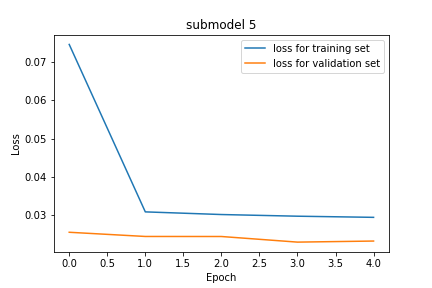 submodel 5
loss for training set
loss for validation set
0.07
0.06
0.05
0.04
0.03
Loss
0.0 0.5 1.0 1.5 2.0 2.5 3.0 3.5 4.0
Epoch